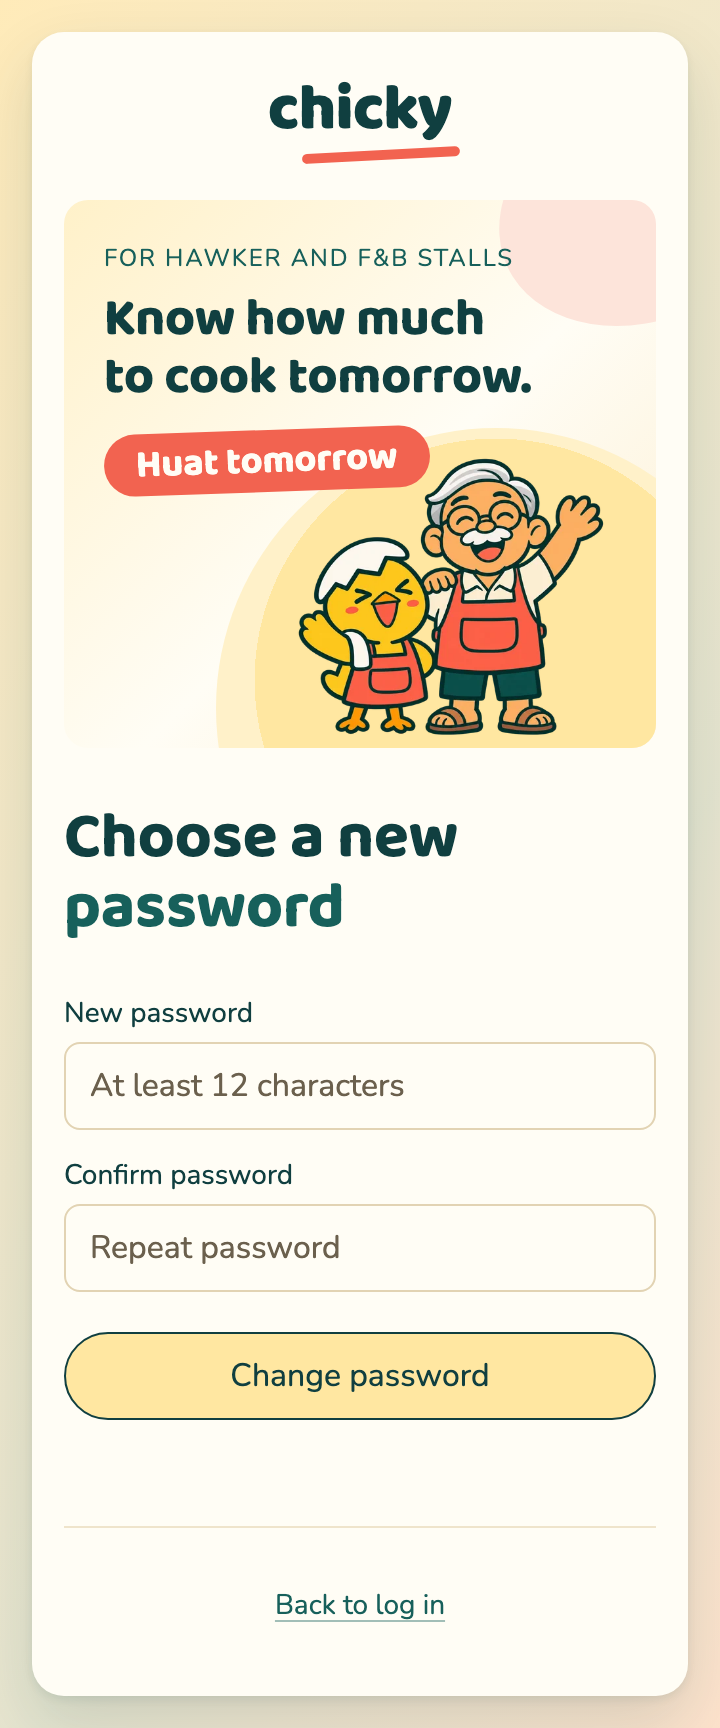 chicky
FOR HAWKER AND F&B STALLS
Know how much
to cook tomorrow.
Huat tomorrow
Choose a new
password
New password
At least 12 characters
Confirm password
Repeat password
Change password
Back to log in